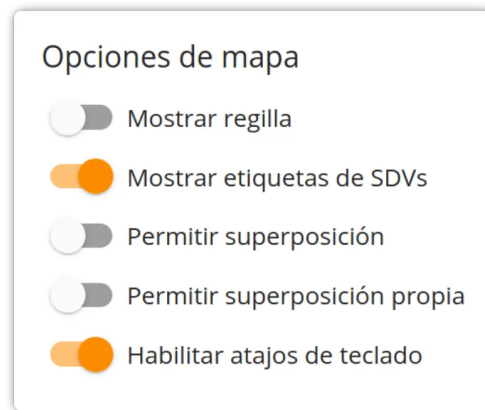 Opciones de mapa
Mostrar regilla
Mostrar etiquetas de SDVs
Permitir superposición
Permitir superposición propia
Habilitar atajos de teclado